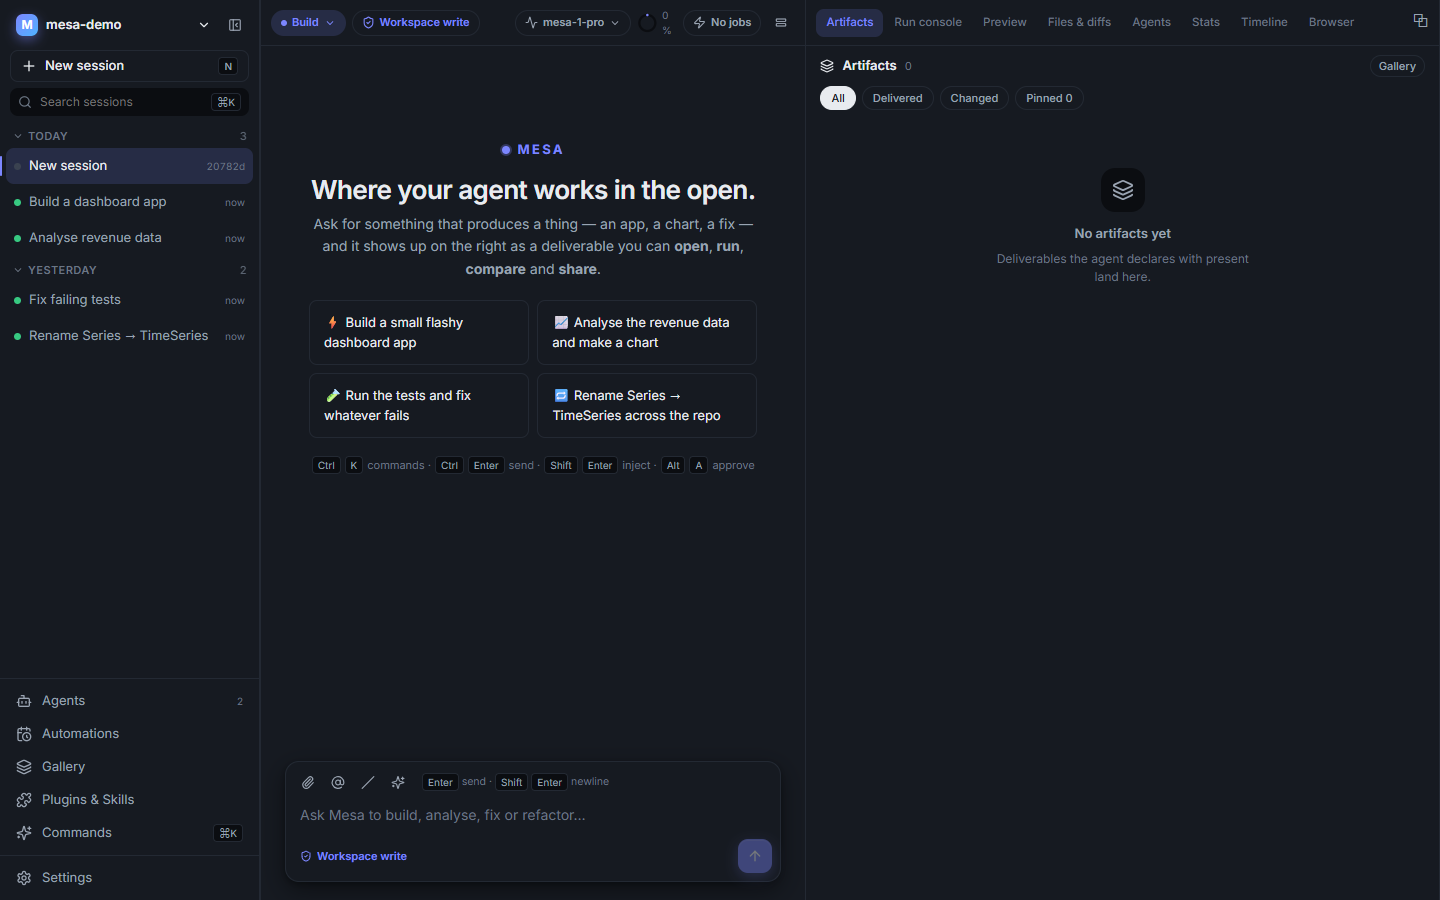 M mesa-demo
New session N
Search sessions ⌘K
TODAY 3
New session 20782d
Build a dashboard app now
Analyse revenue data now
YESTERDAY 2
Fix failing tests now
Rename Series → TimeSeries now
Agents 2
Automations
Gallery
Plugins & Skills
Commands ⌘K
Settings
Build Workspace write mesa-1-pro 0 % No jobs
MESA
Where your agent works in the open.
Ask for something that produces a thing — an app, a chart, a fix —
and it shows up on the right as a deliverable you can open, run,
compare and share.
Build a small flashy
dashboard app
Analyse the revenue data
and make a chart
Run the tests and fix
whatever fails
Rename Series →
TimeSeries across the repo
Ctrl K commands · Ctrl Enter send · Shift Enter inject · Alt A approve
Enter send · Shift Enter newline
Ask Mesa to build, analyse, fix or refactor...
Workspace write
Artifacts Run console Preview Files & diffs Agents Stats Timeline Browser
Artifacts 0 Gallery
All Delivered Changed Pinned 0
No artifacts yet
Deliverables the agent declares with present
land here.